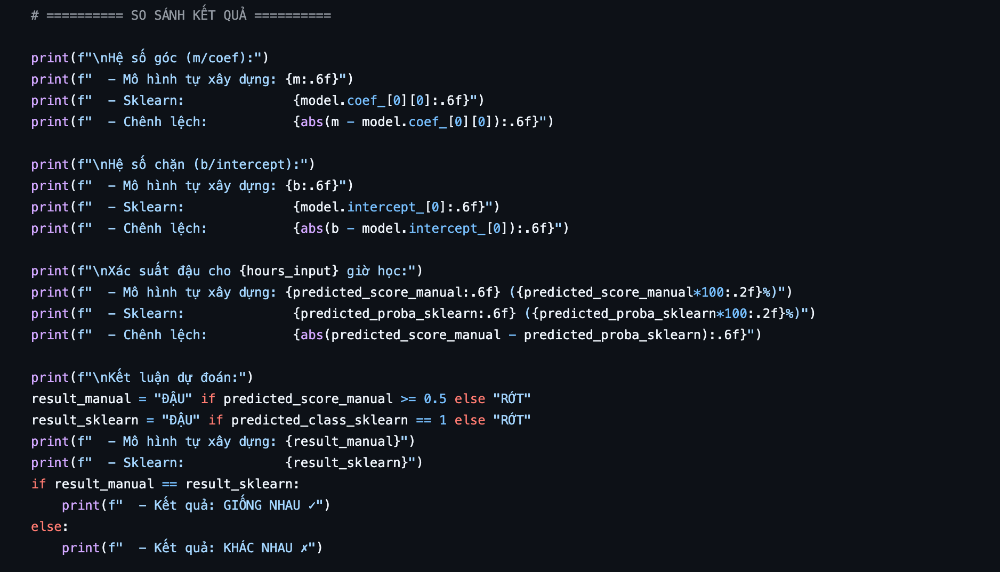 # ========== SO SÁNH KẾT QUẢ ==========

print(f"\nHệ số góc (m/coef):")
print(f"  - Mô hình tự xây dựng: {m:.6f}")
print(f"  - Sklearn:              {model.coef_[0][0]:.6f}")
print(f"  - Chênh lệch:           {abs(m - model.coef_[0][0]):.6f}")

print(f"\nHệ số chặn (b/intercept):")
print(f"  - Mô hình tự xây dựng: {b:.6f}")
print(f"  - Sklearn:              {model.intercept_[0]:.6f}")
print(f"  - Chênh lệch:           {abs(b - model.intercept_[0]):.6f}")

print(f"\nXác suất đậu cho {hours_input} giờ học:")
print(f"  - Mô hình tự xây dựng: {predicted_score_manual:.6f} ({predicted_score_manual*100:.2f}%)")
print(f"  - Sklearn:              {predicted_proba_sklearn:.6f} ({predicted_proba_sklearn*100:.2f}%)")
print(f"  - Chênh lệch:           {abs(predicted_score_manual - predicted_proba_sklearn):.6f}")

print(f"\nKết luận dự đoán:")
result_manual = "ĐẬU" if predicted_score_manual >= 0.5 else "RỚT"
result_sklearn = "ĐẬU" if predicted_class_sklearn == 1 else "RỚT"
print(f"  - Mô hình tự xây dựng: {result_manual}")
print(f"  - Sklearn:             {result_sklearn}")
if result_manual == result_sklearn:
    print(f"  - Kết quả: GIỐNG NHAU ✓")
else:
    print(f"  - Kết quả: KHÁC NHAU ✗")